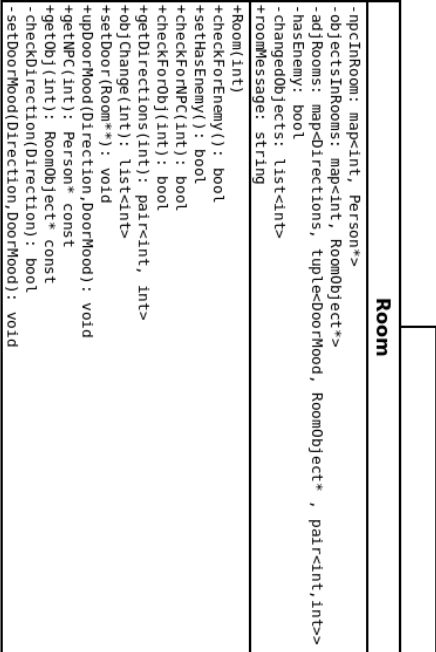 Room
-npcInRoom: map<int, Person*>
-objectsInRooms: map<int, RoomObject*>
-adjRooms: map<Directions, tuple<DoorMood, RoomObject* , pair<int,int>>
-hasEnemy: bool
-changedObjects: list<int>
+roomMessage: string
+Room(int)
+checkForEnemy(): bool
+setHasEnemy(): bool
+checkForNPC(int): bool
+checkForObj(int): bool
+getDirections(int): pair<int, int>
+objChange(int): list<int>
+setDoor(Room**): void
+upDoorMood(Direction,DoorMood): void
+getNPC(int): Person* const
+getObj(int): RoomObject* const
-checkDirection(Direction): bool
setDoorMood(Direction,DoorMood): void